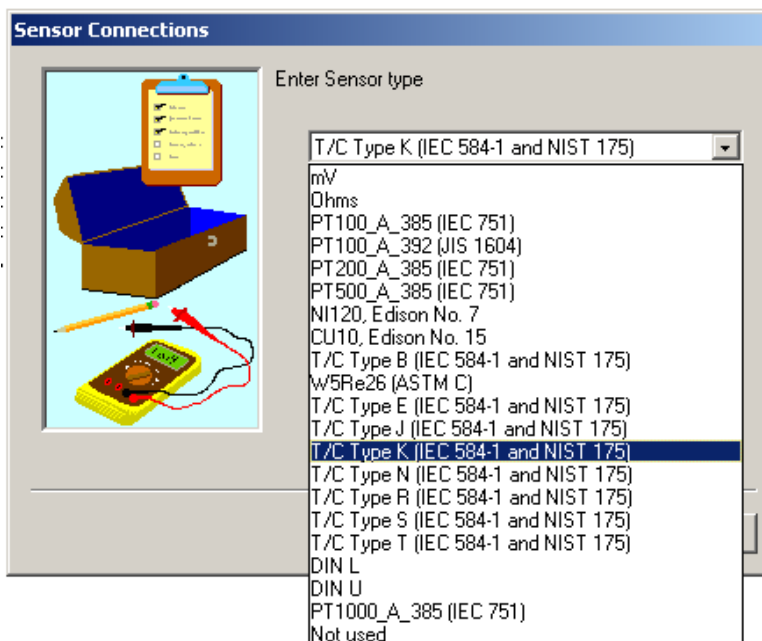 Sensor Connections
Enter Sensor type
T/C Type K (IEC 584-1 and NIST 175)
mV
Ohms
PT100_A_385 (IEC 751)
PT100_A_392 (JIS 1604)
PT200_A_385 (IEC 751)
PT500_A_385 (IEC 751)
NI120, Edison No. 7
CU10, Edison No. 15
T/C Type B (IEC 584-1 and NIST 175)
W5Re26 (ASTM C)
T/C Type E (IEC 584-1 and NIST 175)
T/C Type J (IEC 584-1 and NIST 175)
T/C Type K (IEC 584-1 and NIST 175)
T/C Type N (IEC 584-1 and NIST 175)
T/C Type R (IEC 584-1 and NIST 175)
T/C Type S (IEC 584-1 and NIST 175)
T/C Type T (IEC 584-1 and NIST 175)
DIN L
DIN U
PT1000_A_385 (IEC 751)
Not used